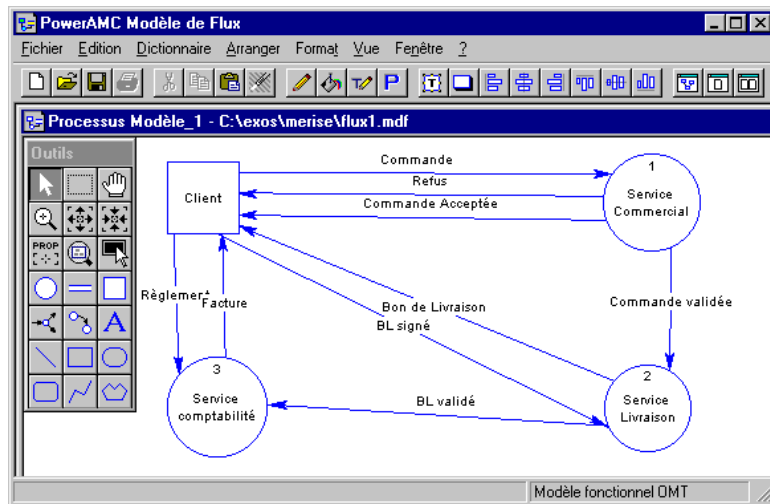 PowerAMC Modèle de Flux
Fichier Edition Dictionnaire Arranger Format Vue Fenêtre ?
T P T
Processus Modèle_1 - C:\exos\merise\flux1.mdf
Outils
PROP
A
Commande
Refus
Commande Acceptée
Client
1
Service
Commercial
Règlement
Facture
Bon de Livraison
BL signé
Commande validée
3
Service
comptabilité
BL validé
2
Service
Livraison
Modèle fonctionnel OMT